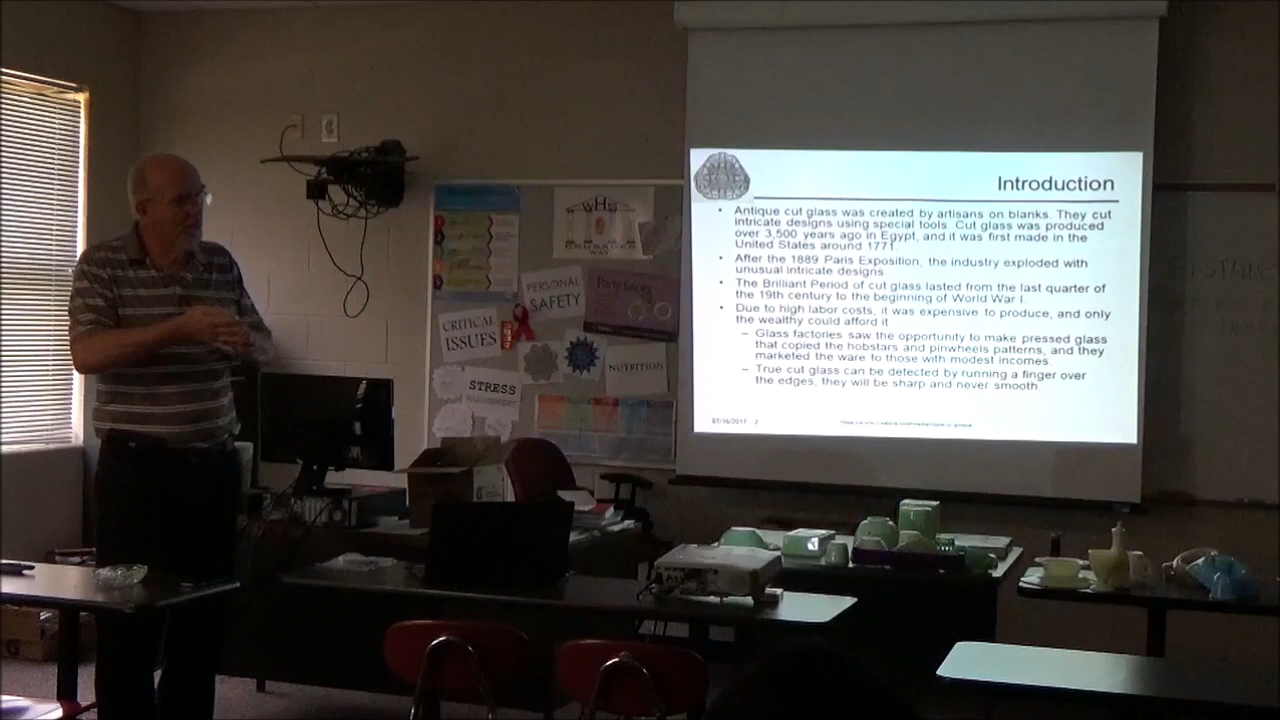 Introduction
• Antique cut glass was created by artisans on blanks. They cut
intricate designs using special tools. Cut glass was produced
over 3,500 years ago in Egypt, and it was first made in the
United States around 1771.
• After the 1889 Paris Exposition, the industry exploded with
unusual intricate designs
• The Brilliant Period of cut glass lasted from the last quarter of
the 19th century to the beginning of World War I.
• Due to high labor costs, it was expensive to produce, and only
the wealthy could afford it
– Glass factories saw the opportunity to make pressed glass
that copied the hobstars and pinwheels patterns, and they
marketed the ware to those with modest incomes
– True cut glass can be detected by running a finger over
the edges, they will be sharp and never smooth.
07/16/2017 2
WHS
CRUSADER
WAY
PERSONAL
SAFETY
CRITICAL
ISSUES
NUTRITION
STRESS
MANAGEMENT